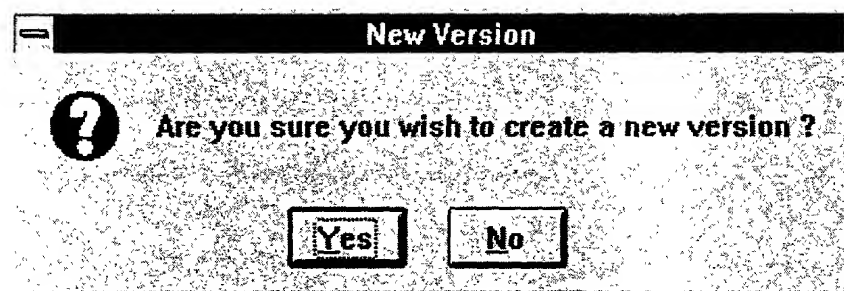 New Version
Are you sure you wish to create a new version ?
Yes
No